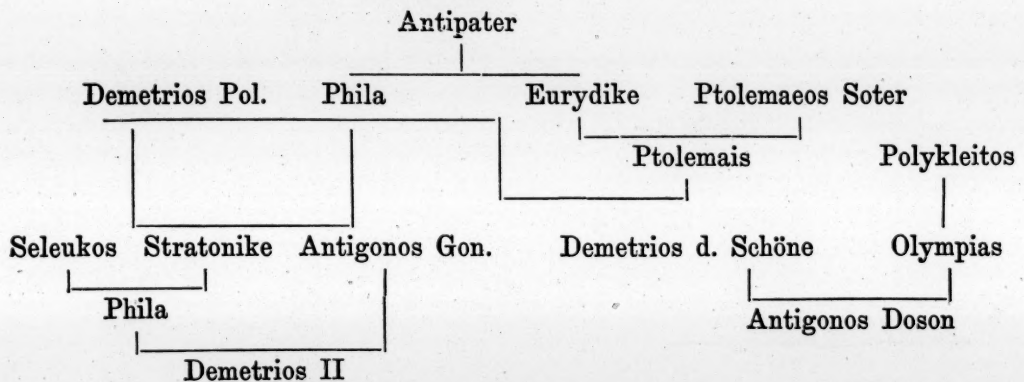 Antipater
Demetrios Pol. Phila Eurydike Ptolemaeos Soter
Ptolemais Polykleitos
Seleukos Stratonike Antigonos Gon. Demetrios d. Schöne Olympias
Phila Antigonos Doson
Demetrios II